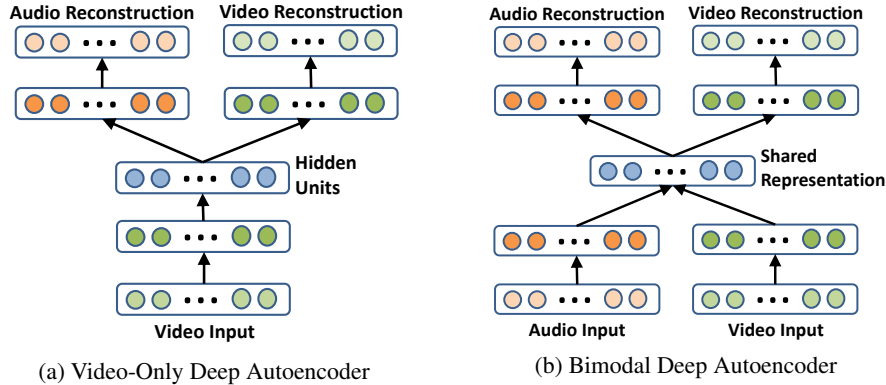 Audio Reconstruction Video Reconstruction
Hidden
Units
Video Input
(a) Video-Only Deep Autoencoder
Audio Reconstruction Video Reconstruction
Shared
Representation
Audio Input Video Input
(b) Bimodal Deep Autoencoder